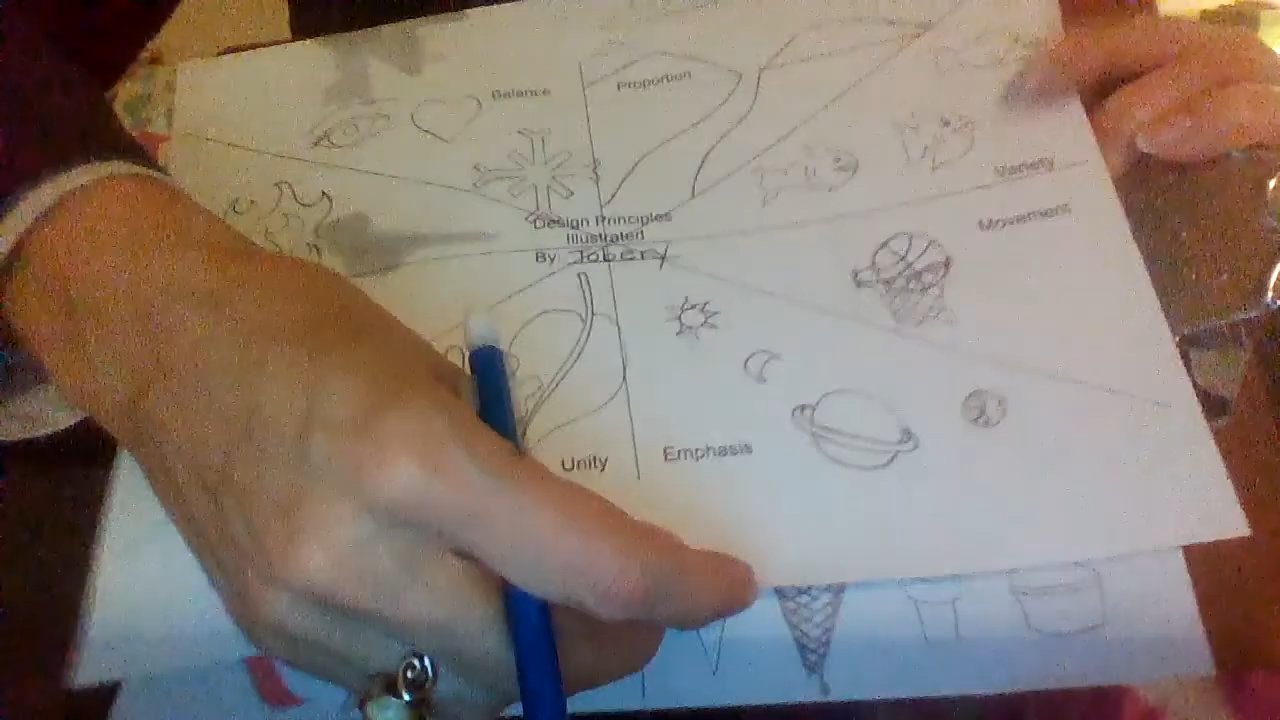 Balance
Proportion
Variety
Movement
Design Principles
Illustrated
By Jobery
Unity
Emphasis